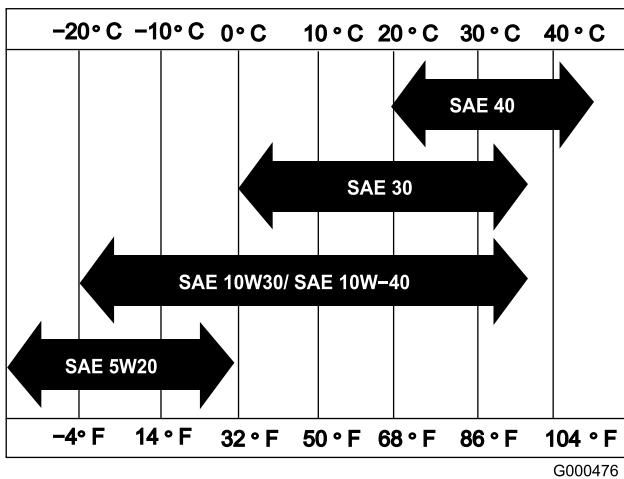 −20° C −10° C 0° C 10 ° C 20 ° C 30 ° C 40 ° C
SAE 40
SAE 30
SAE 10W30/ SAE 10W−40
SAE 5W20
−4° F 14 ° F 32 ° F 50 ° F 68 ° F 86 ° F 104 ° F
G000476